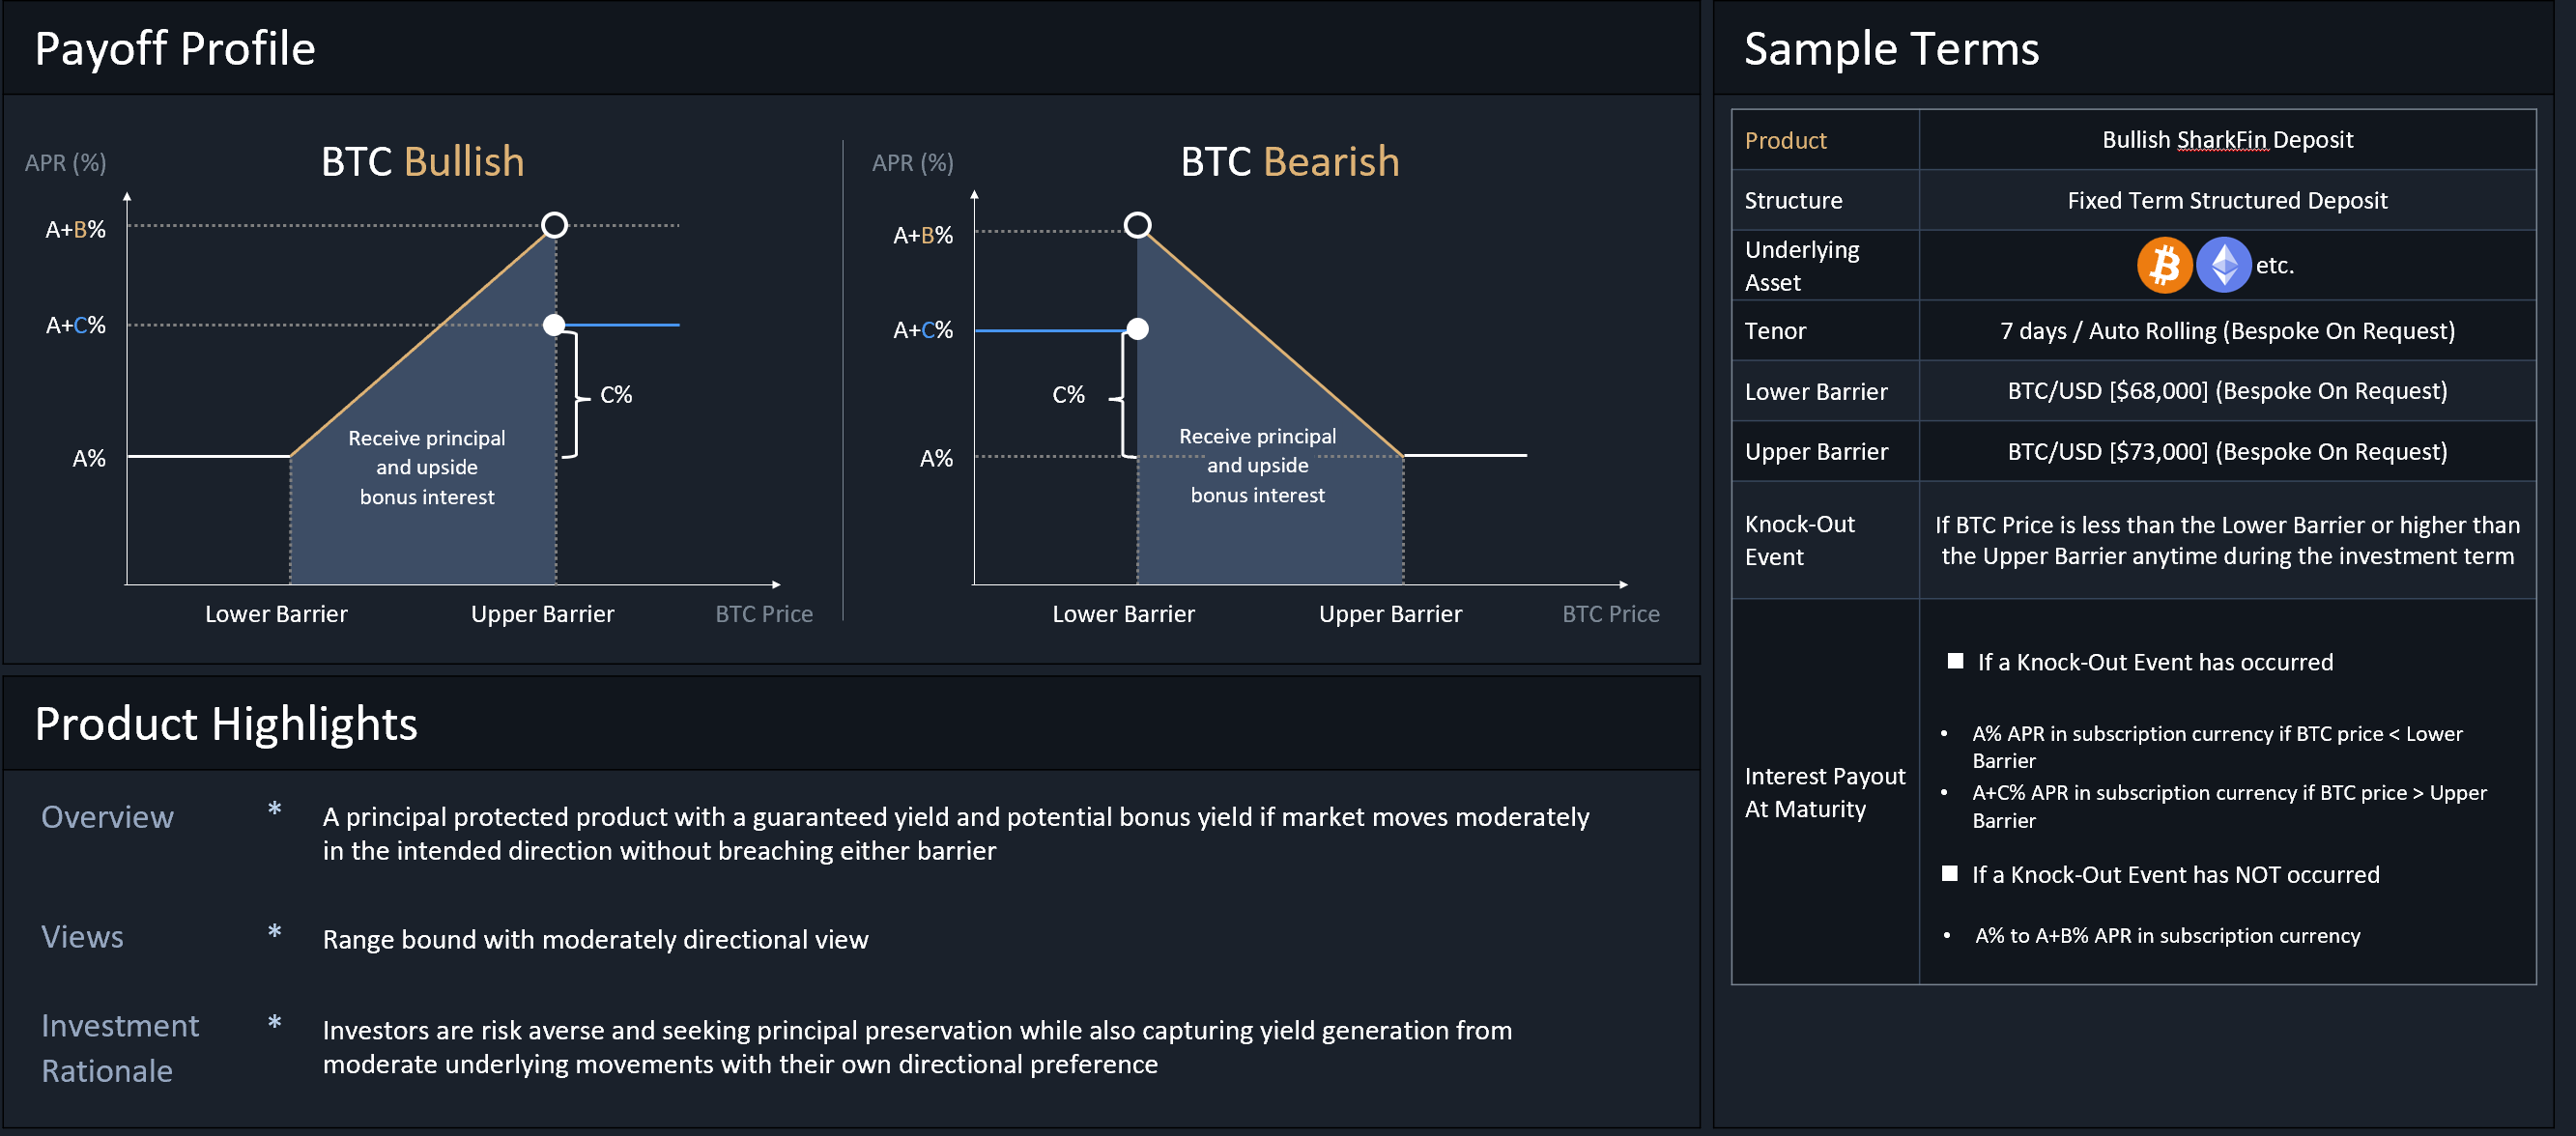 Payoff Profile
APR (%)
BTC Bullish
A+B%
A+C%
A%
C%
Receive principal
and upside
bonus interest
Lower Barrier
Upper Barrier
BTC Price
APR (%)
BTC Bearish
A+B%
A+C%
A%
C%
Receive principal
and upside
bonus interest
Lower Barrier
Upper Barrier
BTC Price
Product Highlights
Overview
* A principal protected product with a guaranteed yield and potential bonus yield if market moves moderately
in the intended direction without breaching either barrier
Views
* Range bound with moderately directional view
Investment
Rationale
* Investors are risk averse and seeking principal preservation while also capturing yield generation from
moderate underlying movements with their own directional preference
Sample Terms
Product
Bullish SharkFin Deposit
Structure
Fixed Term Structured Deposit
Underlying
Asset
etc.
Tenor
7 days / Auto Rolling (Bespoke On Request)
Lower Barrier
BTC/USD [$68,000] (Bespoke On Request)
Upper Barrier
BTC/USD [$73,000] (Bespoke On Request)
Knock-Out
Event
If BTC Price is less than the Lower Barrier or higher than
the Upper Barrier anytime during the investment term
Interest Payout
At Maturity
■ If a Knock-Out Event has occurred
• A% APR in subscription currency if BTC price < Lower
Barrier
• A+C% APR in subscription currency if BTC price > Upper
Barrier
■ If a Knock-Out Event has NOT occurred
• A% to A+B% APR in subscription currency